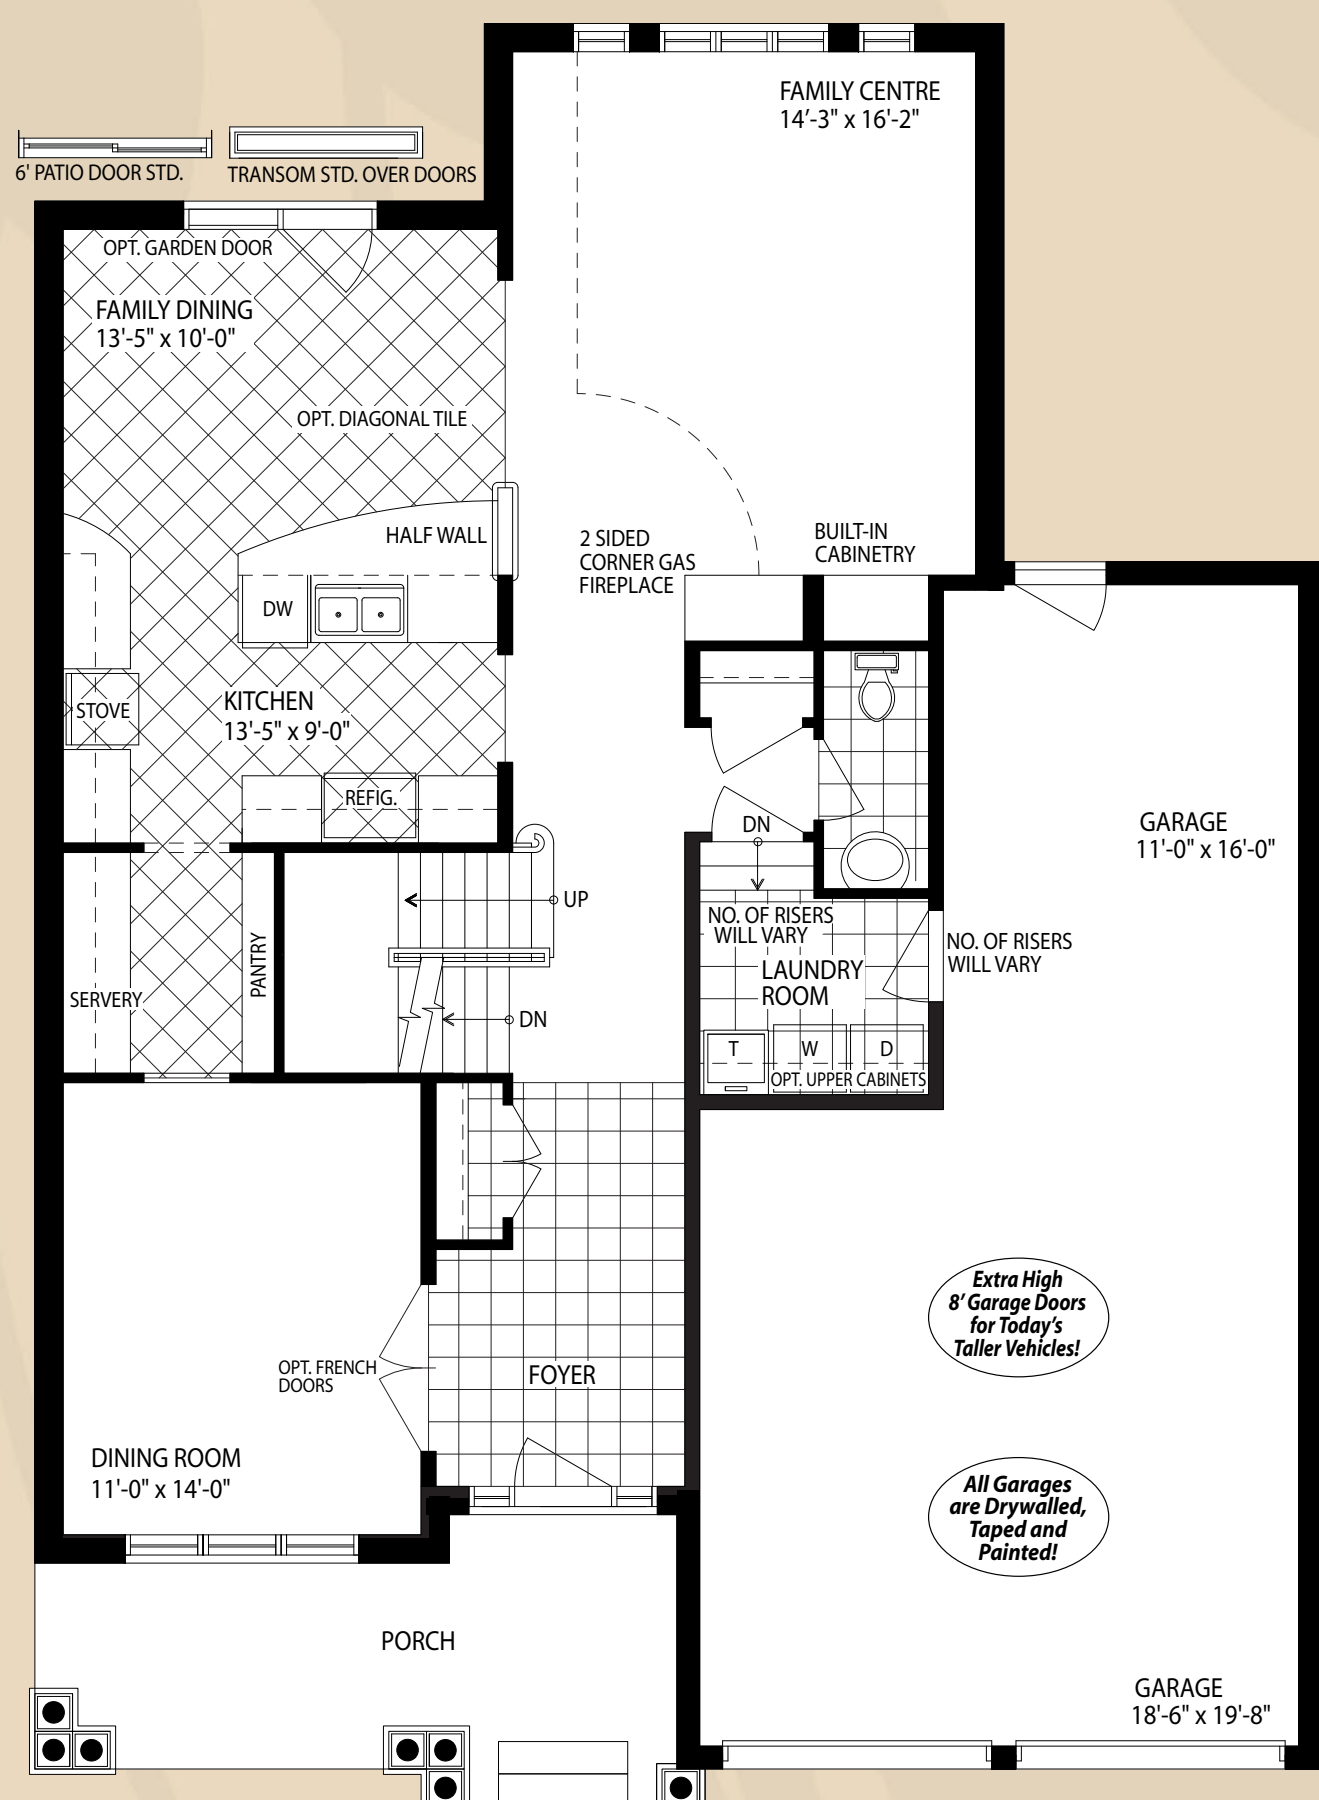 FAMILY CENTRE
14'-3" x 16'-2"
6' PATIO DOOR STD.
TRANSOM STD. OVER DOORS
OPT. GARDEN DOOR
FAMILY DINING
13'-5" x 10'-0"
OPT. DIAGONAL TILE
HALF WALL
2 SIDED
CORNER GAS
FIREPLACE
BUILT-IN
CABINETRY
DW
STOVE
KITCHEN
13'-5" x 9'-0"
REFIG.
DN
GARAGE
11'-0" x 16'-0"
UP
NO. OF RISERS
WILL VARY
NO. OF RISERS
WILL VARY
PANTRY
SERVERY
LAUNDRY
ROOM
DN
T
W
D
OPT. UPPER CABINETS
Extra High
8' Garage Doors
for Today's
Taller Vehicles!
OPT. FRENCH
DOORS
FOYER
DINING ROOM
11'-0" x 14'-0"
All Garages
are Drywalled,
Taped and
Painted!
PORCH
GARAGE
18'-6" x 19'-8"